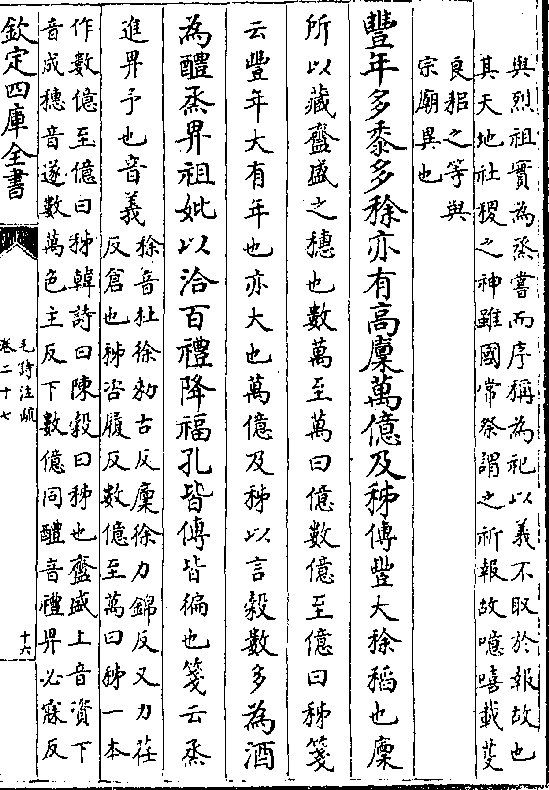 與烈祖實為烝嘗而序稱為祀以義不取於報故也
其天地社稷之神雖國常祭謂之祈報故噫嘻載芟
良耜之等與
宗廟異也
豐年多黍多稌亦有高廩萬億及秭傳豐大稌稻也廩
所以藏齍盛之穗也數萬至萬曰億數億至億曰秭箋
云豐年大有年也亦大也萬億及秭以言穀數多為酒
為醴烝畀祖妣以洽百禮降福孔皆傳皆徧也箋云烝
進畀予也音義
稌音杜徐勑古反廩徐力錦反又力荏
反倉也秭咨履反數億至萬曰秭一本
作數億至億曰秭韓詩曰陳穀曰秭也齍盛上音資下
音成穗音遂數萬色主反下數億同醴音禮畀必寐反
欽定四庫全書
毛詩注疏
卷二十七
十六